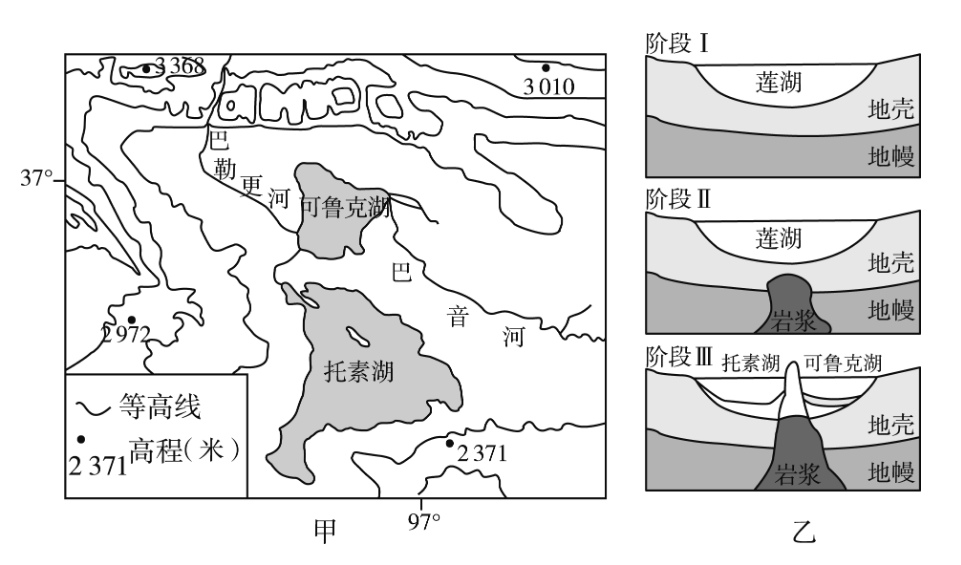 3 368
3 010
37°
巴勒更河
可鲁克湖
巴音河
2 972
托素湖
等高线
2 371
高程(米)
2 371
97°
甲
阶段Ⅰ
莲湖
地壳
地幔
阶段Ⅱ
莲湖
地壳
岩浆
地幔
阶段Ⅲ
托素湖
可鲁克湖
地壳
岩浆
地幔
乙